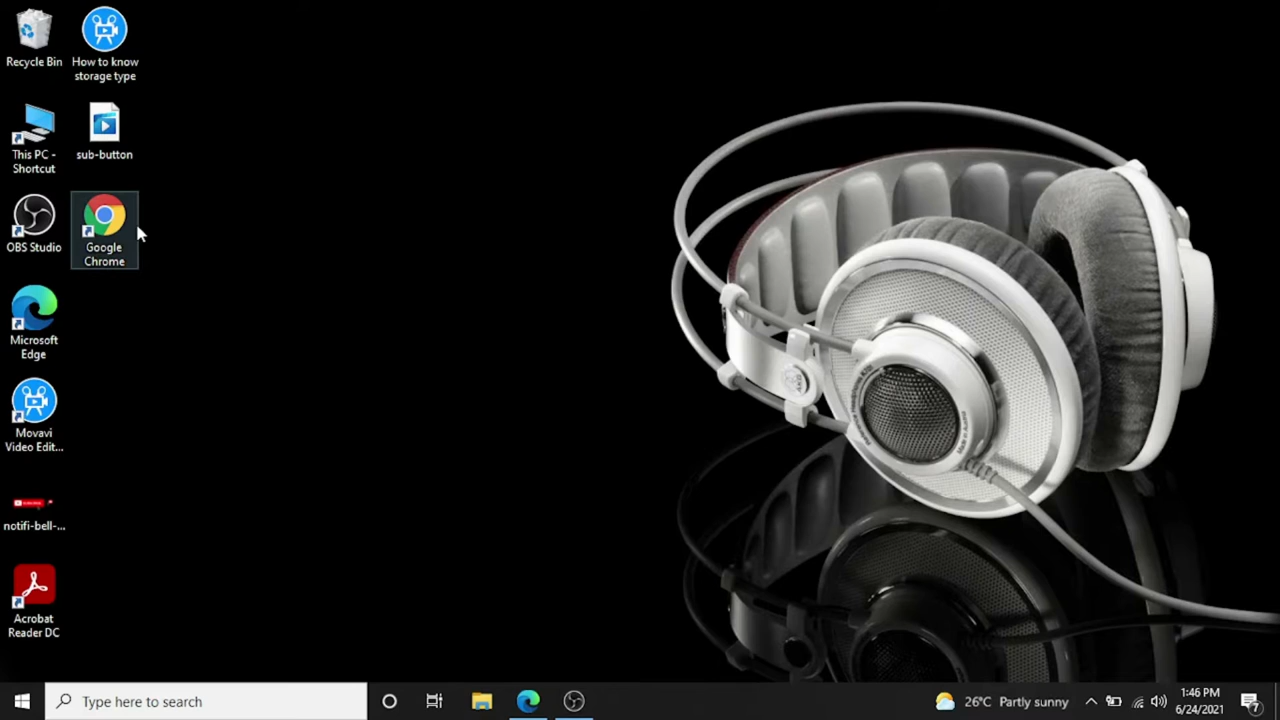 Recycle Bin
How to know
storage type
This PC -
Shortcut
sub-button
OBS Studio
Google
Chrome
Microsoft
Edge
Movavi
Video Edit...
notifi-bell-...
Acrobat
Reader DC
Type here to search
26°C Partly sunny
1:46 PM
6/24/2021
7